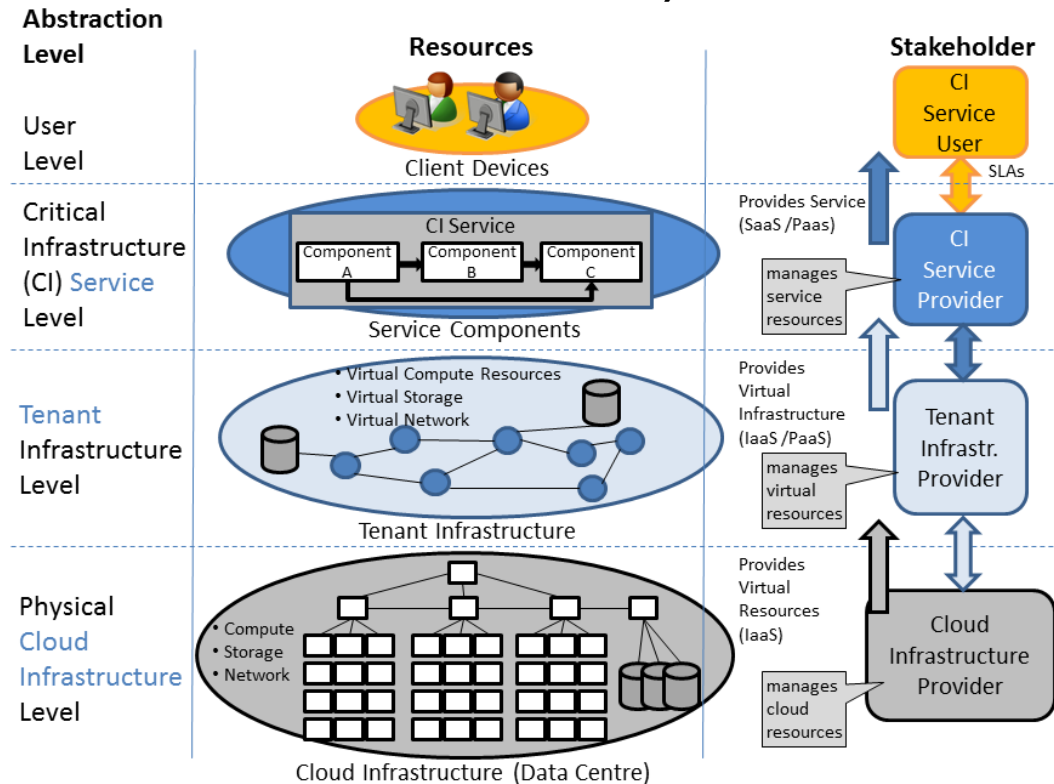 Abstraction
Level
Resources
Stakeholder
User
Level
Client Devices
CI
Service
User
SLAs
Critical
Infrastructure
(CI) Service
Level
CI Service
Component
A
Component
B
Component
C
Service Components
Provides Service
(SaaS /Paas)
manages
service
resources
CI
Service
Provider
Tenant
Infrastructure
Level
• Virtual Compute Resources
• Virtual Storage
• Virtual Network
Tenant Infrastructure
Provides
Virtual
Infrastructure
(IaaS /PaaS)
manages
virtual
resources
Tenant
Infrastr.
Provider
Physical
Cloud
Infrastructure
Level
• Compute
• Storage
• Network
Cloud Infrastructure (Data Centre)
Provides
Virtual
Resources
(IaaS)
manages
cloud
resources
Cloud
Infrastructure
Provider